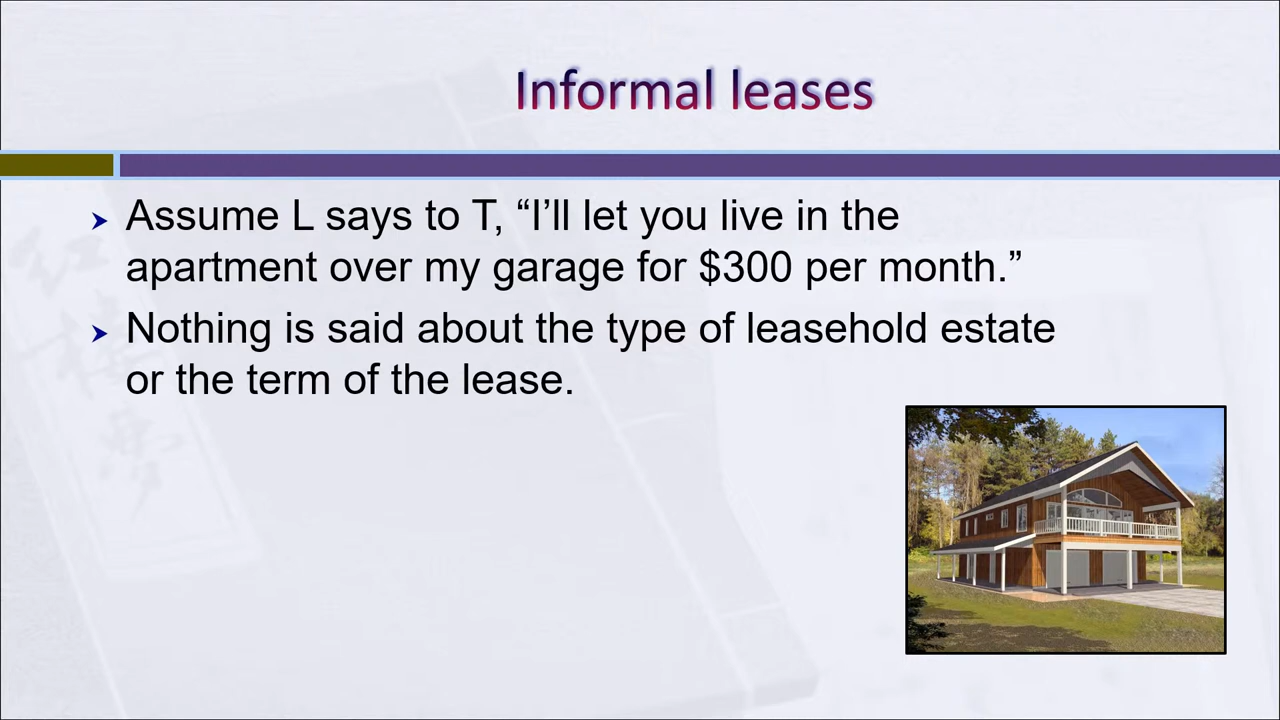 Informal leases
Assume L says to T, “I’ll let you live in the
apartment over my garage for $300 per month.”
Nothing is said about the type of leasehold estate
or the term of the lease.